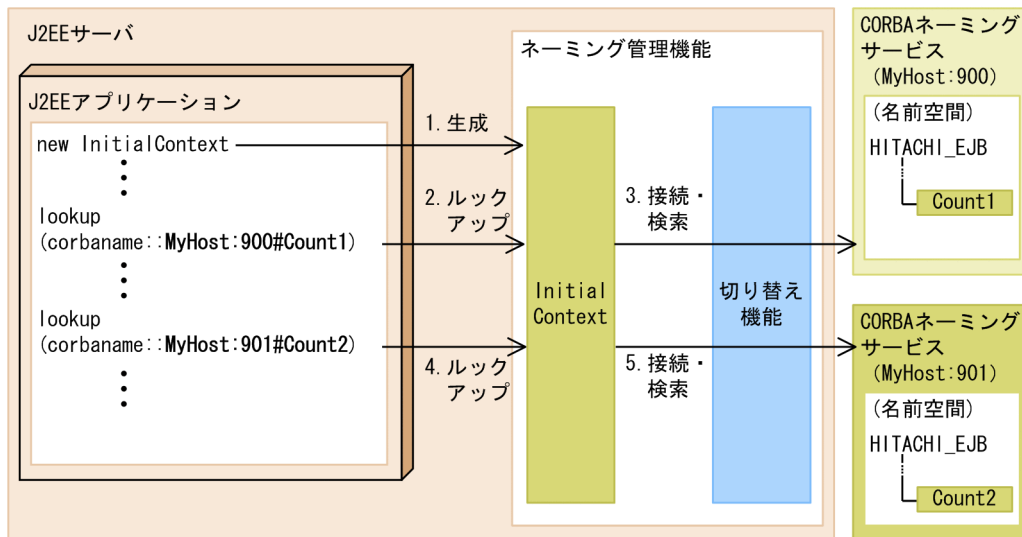 J2EEサーバ
J2EEアプリケーション
new InitialContext
lookup
(corbaname::MyHost:900#Count1)
lookup
(corbaname::MyHost:901#Count2)
1.生成
2.ルック
アップ
4.ルック
アップ
ネーミング管理機能
Initial
Context
3.接続・
検索
5.接続・
検索
切り替え
機能
CORBAネーミング
サービス
(MyHost:900)
(名前空間)
HITACHI_EJB
Count1
CORBAネーミング
サービス
(MyHost:901)
(名前空間)
HITACHI_EJB
Count2